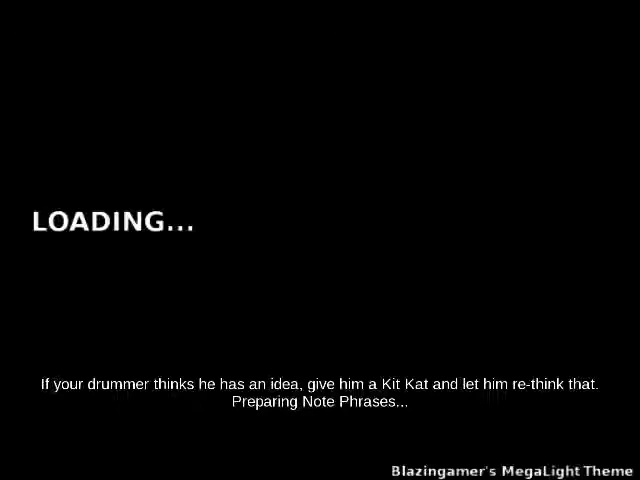 LOADING...
If your drummer thinks he has an idea, give him a Kit Kat and let him re-think that.
Preparing Note Phrases...
Blazingamer's MegaLight Theme